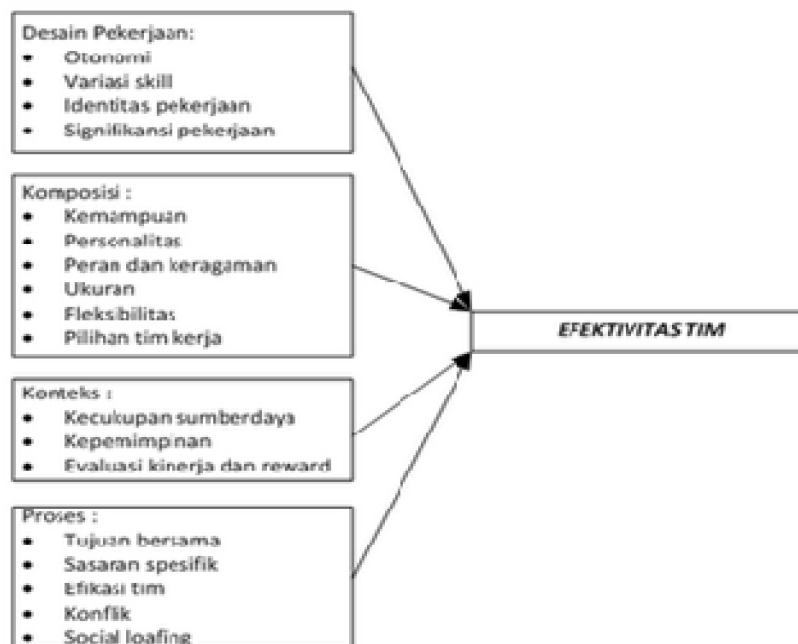 Desain Pekerjaan:
• Otonomi
• Variasi skill
• Identitas pekerjaan
• Signifikansi pekerjaan
Komposisi :
• Kemampuan
• Personalitas
• Peran dan keragaman
• Ukuran
• Fleksibilitas
• Pilihan tim kerja
Konteks :
• Kecukupan sumberdaya
• Kepemimpinan
• Evaluasi kinerja dan reward
Proses :
• Tujuan bersama
• Sasaran spesifik
• Efikasi tim
• Konflik
• Social loafing
EFEKTIVITAS TIM